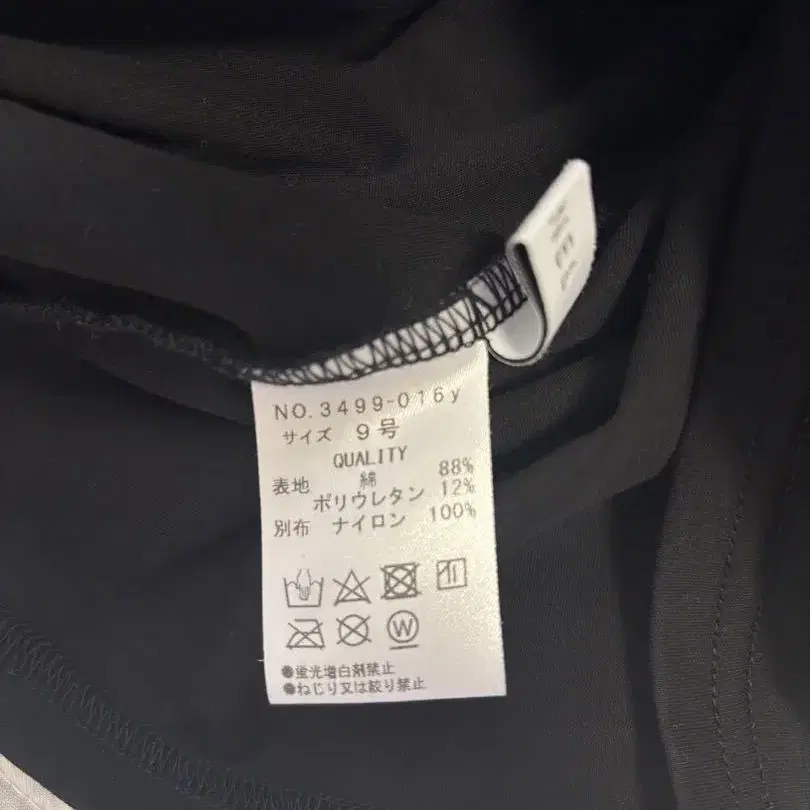 NO.3499-016y
サイズ 9号
QUALITY
表地 綿 88%
ポリウレタン 12%
別布 ナイロン 100%
W
●蛍光増白剤禁止
●ねじり又は絞り禁止